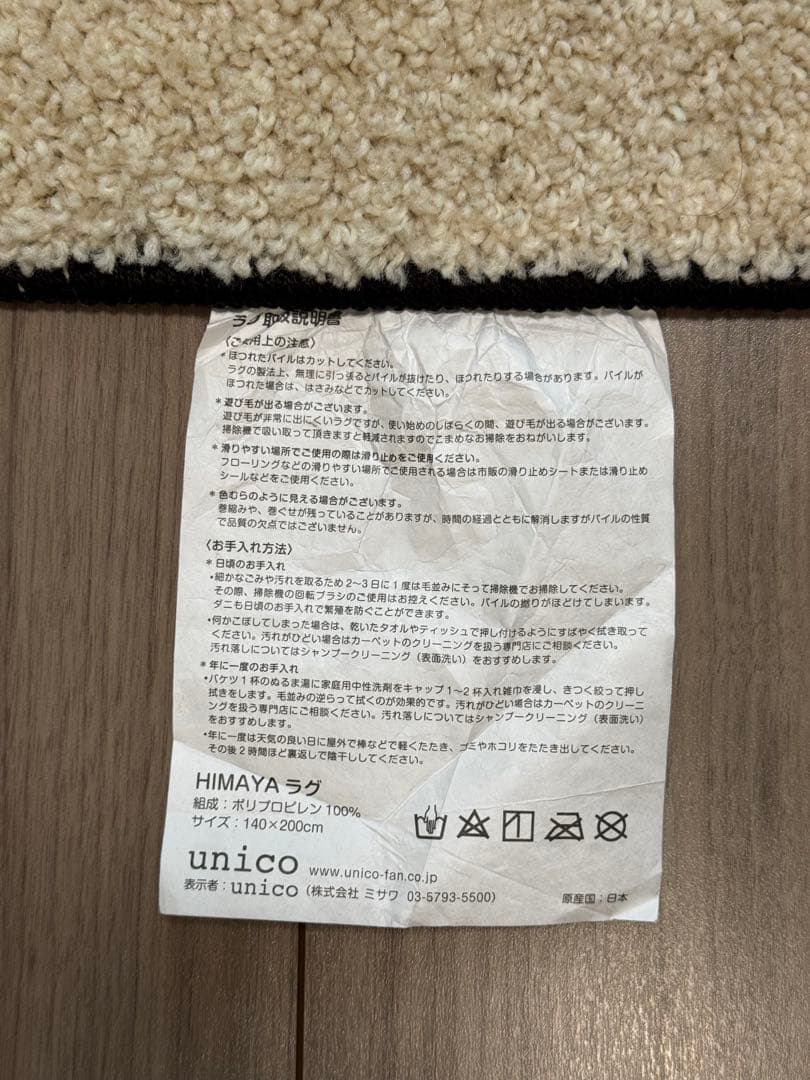 ラグ取扱説明書
〈ご使用上の注意〉
＊ほつれたパイルはカットしてください。
ラグの製法上、無理に引っ張るとパイルが抜けたり、ほつれたりする場合があります。パイルが
ほつれた場合は、はさみなどでカットしてください。
＊遊び毛が出る場合がございます。
遊び毛が非常に出にくいラグですが、使い始めのしばらくの間、遊び毛が出る場合がございます。
掃除機で吸い取って頂きますと軽減されますのでこまめなお掃除をおねがいします。
＊滑りやすい場所でご使用の際は滑り止めをご使用ください。
フローリングなどの滑りやすい場所でご使用される場合は市販の滑り止めシートまたは滑り止め
シールなどをご使用ください。
＊色むらのように見える場合がございます。
巻縮みや、巻ぐせが残っていることがありますが、時間の経過とともに解消しますがパイルの性質
で品質の欠点ではございません。
〈お手入れ方法〉
＊日頃のお手入れ
・細かなごみや汚れを取るため2〜3日に1度は毛並みにそって掃除機でお掃除してください。
その際、掃除機の回転ブラシのご使用はお控えください。パイルの撚りがほどけてしまいます。
ダニも日頃のお手入れで繁殖を防ぐことができます。
・何かこぼしてしまった場合は、乾いたタオルやティッシュで押し付けるようにすばやく拭き取って
ください。汚れがひどい場合はカーペットのクリーニングを扱う専門店にご相談ください。
汚れ落しについてはシャンプークリーニング（表面洗い）をおすすめします。
＊年に一度のお手入れ
・バケツ1杯のぬるま湯に家庭用中性洗剤をキャップ1〜2杯入れ雑巾を浸し、きつく絞って押し
拭きをします。毛並みの逆らって拭くのが効果的です。汚れがひどい場合はカーペットのクリーニ
ングを扱う専門店にご相談ください。汚れ落しについてはシャンプークリーニング（表面洗い）
をおすすめします。
・年に一度は天気の良い日に屋外で棒などで軽くたたき、ゴミやホコリをたたき出してください。
その後2時間ほど裏返しで陰干ししてください。
HIMAYA ラグ
組成：ポリプロピレン100%
サイズ：140×200cm
unico www.unico-fan.co.jp
表示者：unico（株式会社 ミサワ 03-5793-5500）
原産国：日本